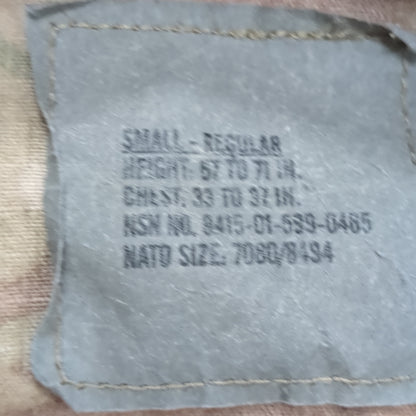 SMALL - REGULAR
HEIGHT: 67 TO 71 IN.
CHEST: 33 TO 37 IN.
NSN NO. 8415-01-599-0465
NATO SIZE: 7080/8494